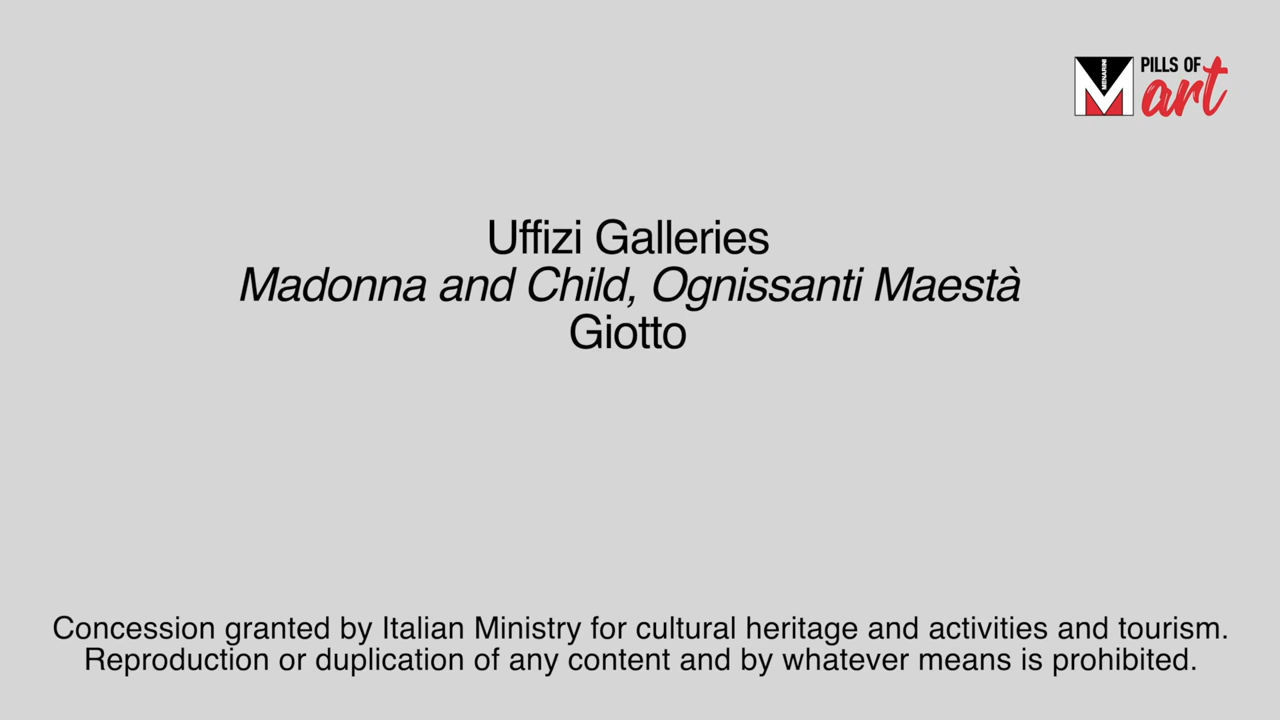 MENARINI
PILLS OF
art
Uffizi Galleries
Madonna and Child, Ognissanti Maestà
Giotto
Concession granted by Italian Ministry for cultural heritage and activities and tourism.
Reproduction or duplication of any content and by whatever means is prohibited.